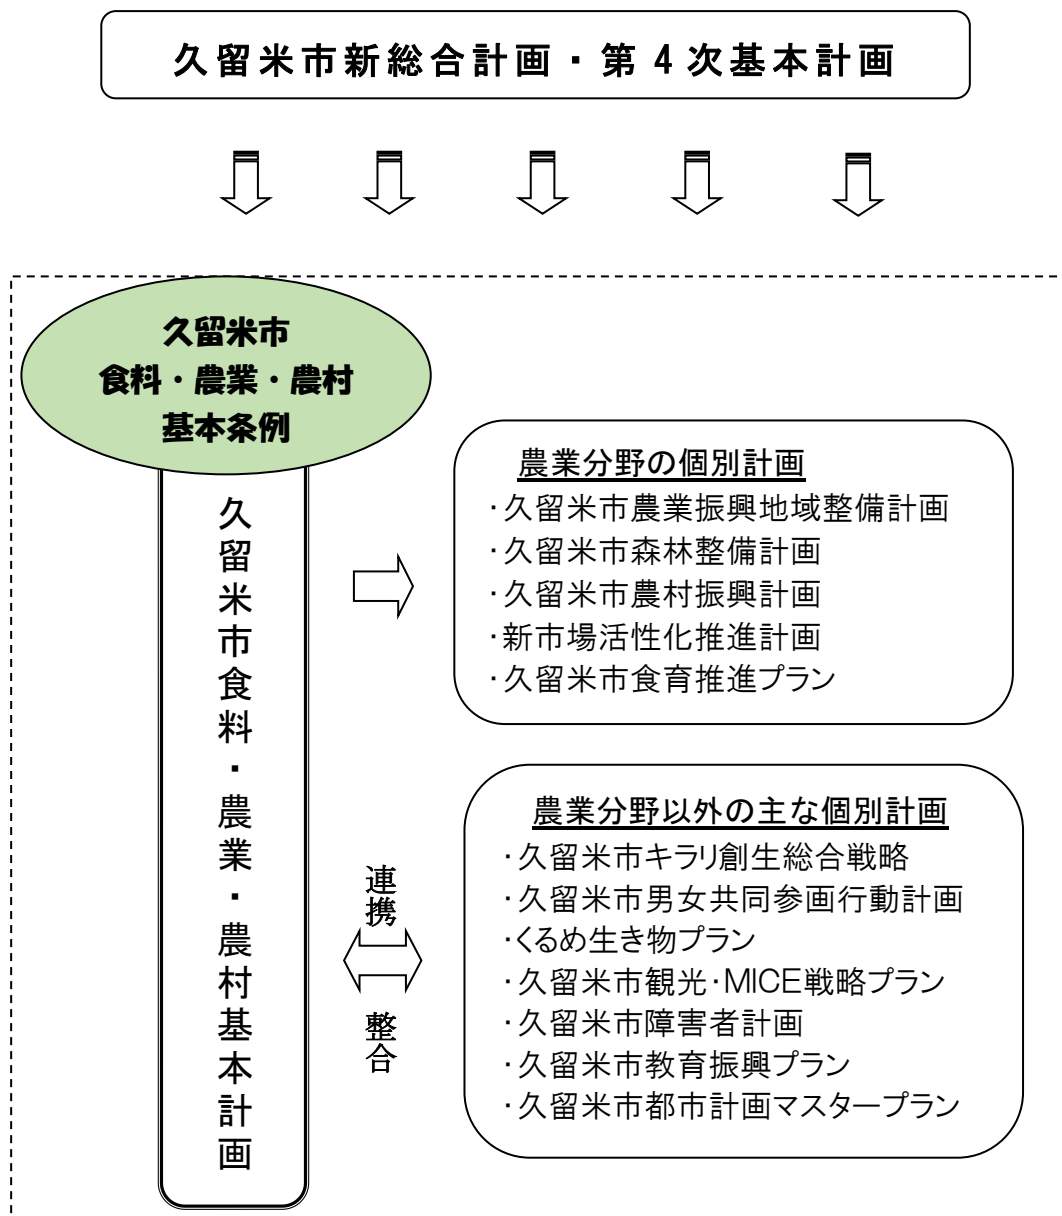 久留米市新総合計画・第4次基本計画
久留米市
食料・農業・農村
基本条例
久留米市食料・農業・農村基本計画
農業分野の個別計画
・久留米市農業振興地域整備計画
・久留米市森林整備計画
・久留米市農村振興計画
・新市場活性化推進計画
・久留米市食育推進プラン
連携
整合
農業分野以外の主な個別計画
・久留米市キラリ創生総合戦略
・久留米市男女共同参画行動計画
・くるめ生き物プラン
・久留米市観光・MICE戦略プラン
・久留米市障害者計画
・久留米市教育振興プラン
・久留米市都市計画マスタープラン